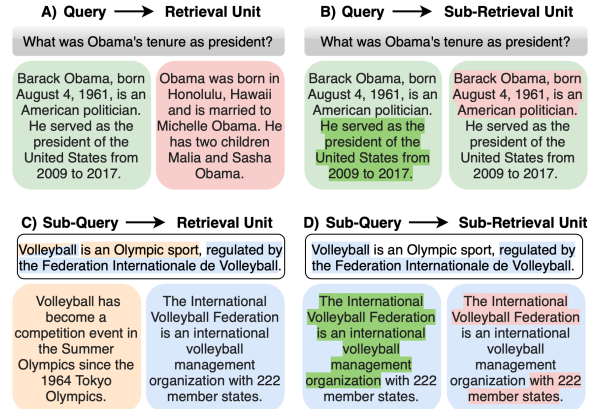 A) Query → Retrieval Unit
What was Obama's tenure as president?
Barack Obama, born
August 4, 1961, is an
American politician.
He served as the
president of the
United States from
2009 to 2017.
Obama was born in
Honolulu, Hawaii
and is married to
Michelle Obama. He
has two children
Malia and Sasha
Obama.
B) Query → Sub-Retrieval Unit
What was Obama's tenure as president?
Barack Obama, born
August 4, 1961, is an
American politician.
He served as the
president of the
United States from
2009 to 2017.
Barack Obama, born
August 4, 1961, is an
American politician.
He served as the
president of the
United States from
2009 to 2017.
C) Sub-Query → Retrieval Unit
Volleyball is an Olympic sport, regulated by
the Federation Internationale de Volleyball.
Volleyball has
become a
competition event in
the Summer
Olympics since the
1964 Tokyo
Olympics.
The International
Volleyball Federation
is an international
volleyball
management
organization with 222
member states.
D) Sub-Query → Sub-Retrieval Unit
Volleyball is an Olympic sport, regulated by
the Federation Internationale de Volleyball.
The International
Volleyball Federation
is an international
volleyball
management
organization with 222
member states.
The International
Volleyball Federation
is an international
volleyball
management
organization with 222
member states.